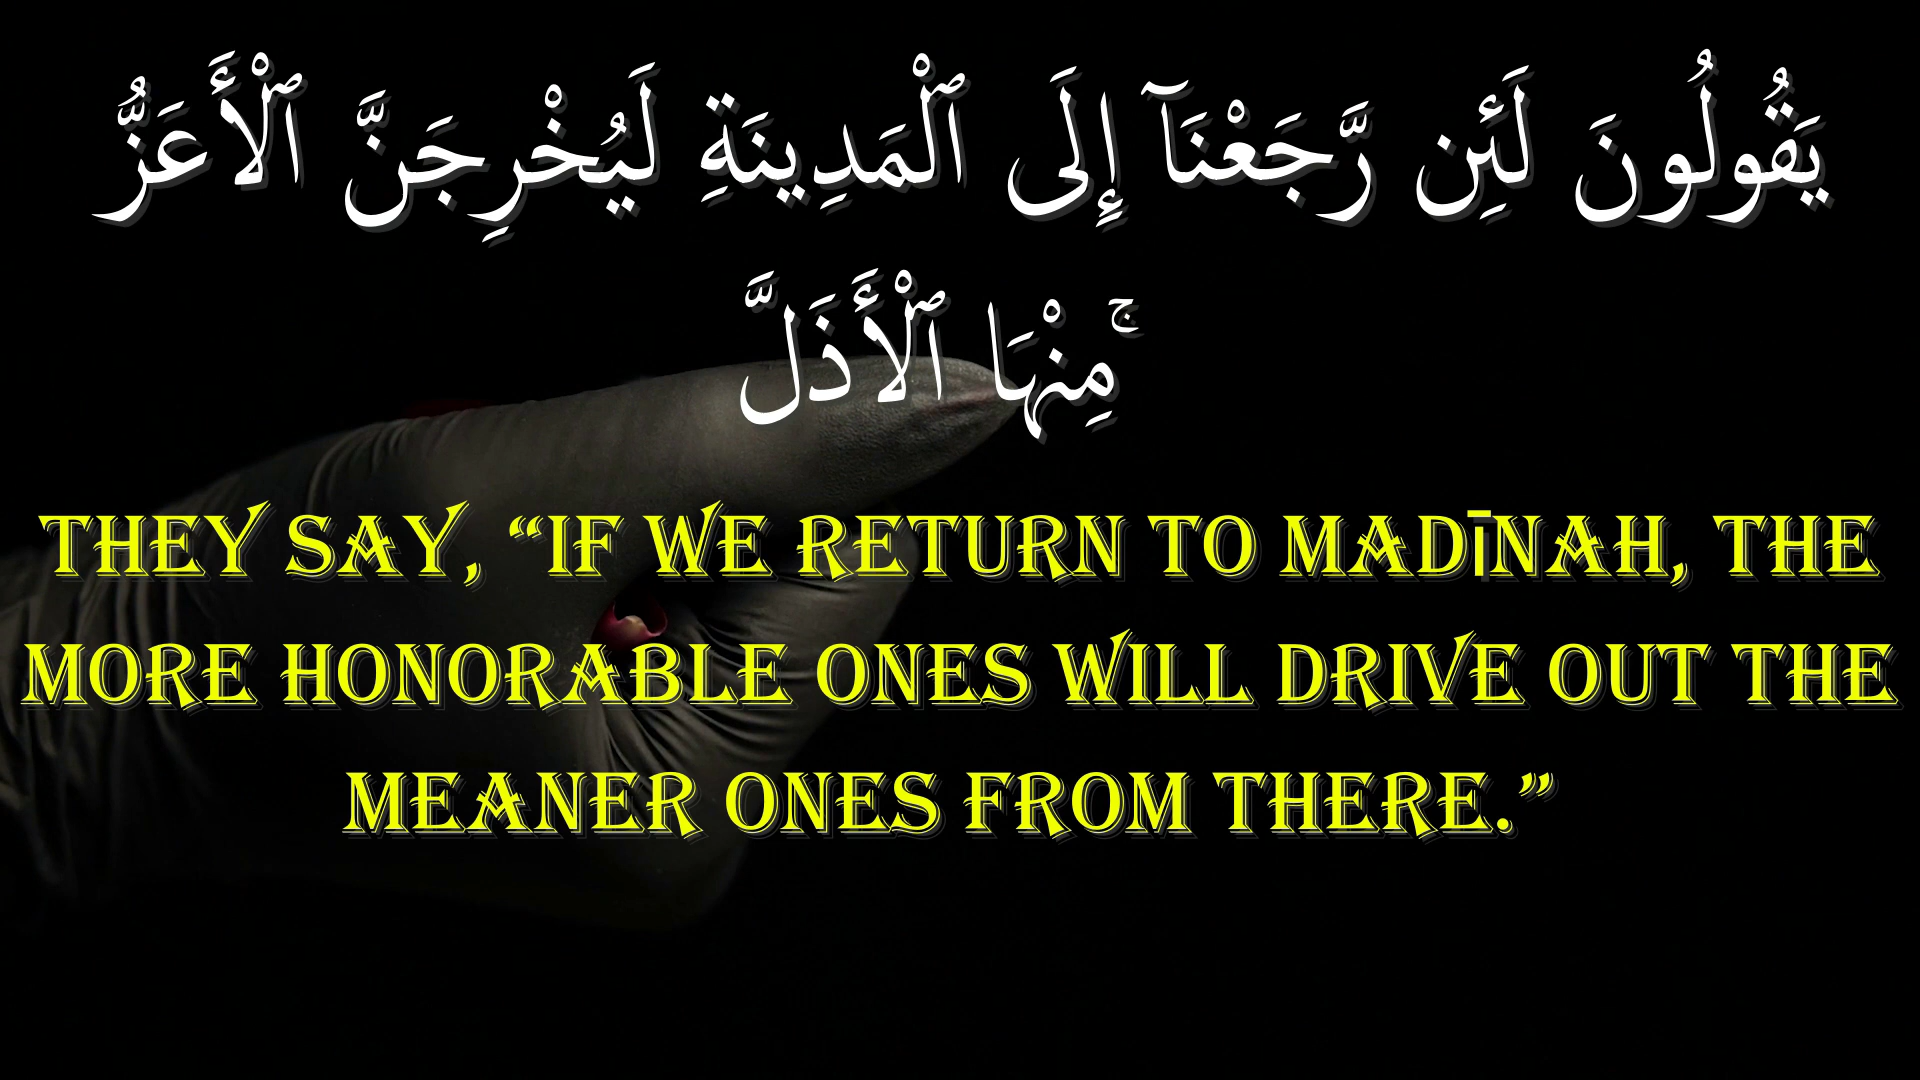 يَقُولُونَ لَئِن رَّجَعْنَآ إِلَى ٱلْمَدِينَةِ لَيُخْرِجَنَّ ٱلْأَعَزُّ
ۚمِنْهَا ٱلْأَذَلَّ
THEY SAY, “IF WE RETURN TO MADĪNAH, THE
MORE HONORABLE ONES WILL DRIVE OUT THE
MEANER ONES FROM THERE.”